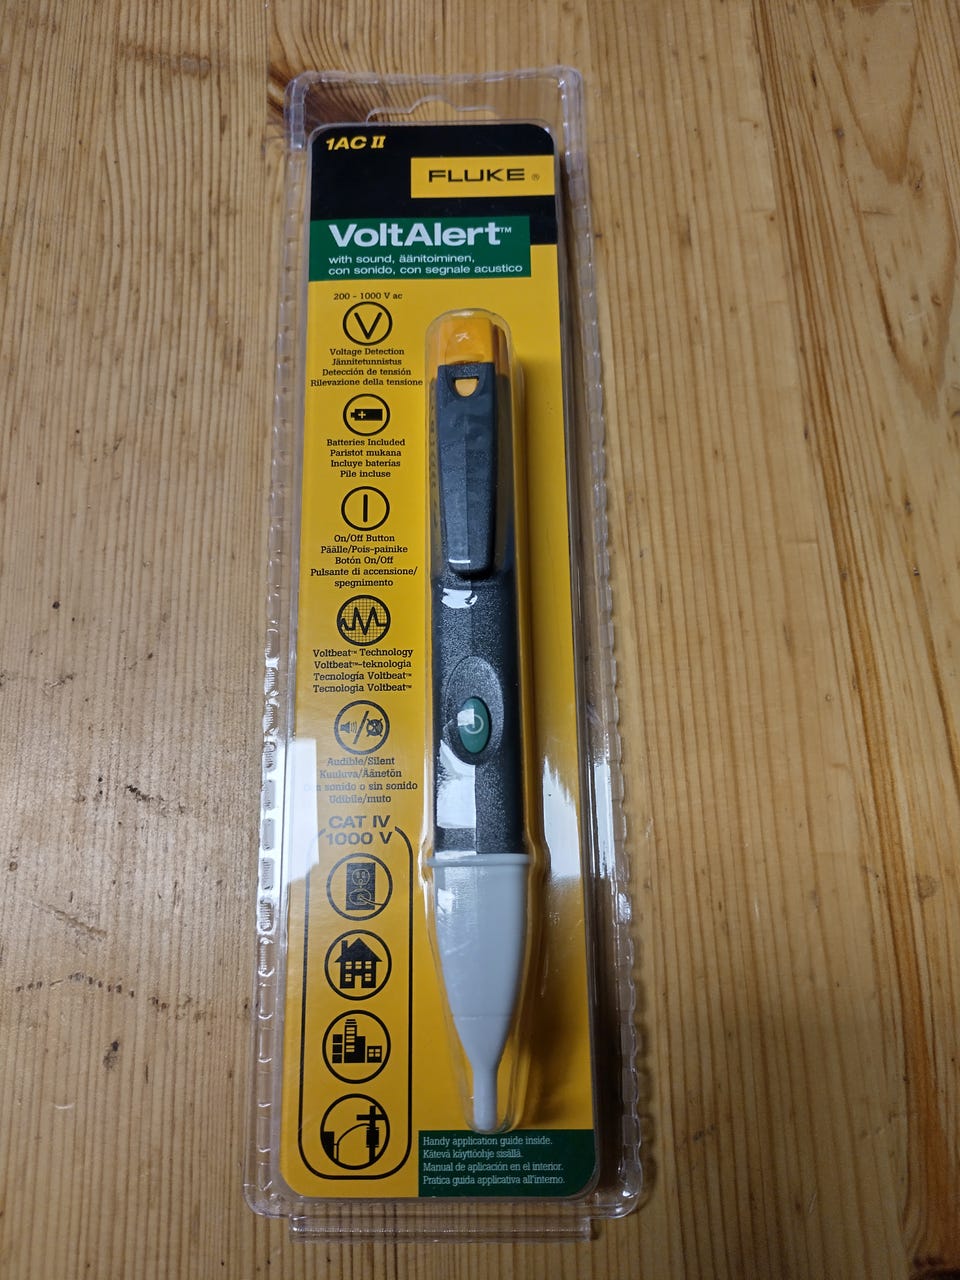 1AC II
FLUKE ®
VoltAlert™
with sound, äänitoiminen,
con sonido, con segnale acustico
200 - 1000 V ac
V
Voltage Detection
Jännitetunnistus
Detección de tensión
Rilevazione della tensione
Batteries Included
Paristot mukana
Incluye baterías
Pile incluse
On/Off Button
Päälle/Pois-painike
Botón On/Off
Pulsante di accensione/
spegnimento
Voltbeat™ Technology
Voltbeat™-teknologia
Tecnología Voltbeat™
Tecnologia Voltbeat™
Audible/Silent
Kuuluva/Äänetön
sonido o sin sonido
Udibile/muto
CAT IV
1000 V
Handy application guide inside.
Kätevä käyttöohje sisällä.
Manual de aplicación en el interior.
Pratica guida applicativa all'interno.